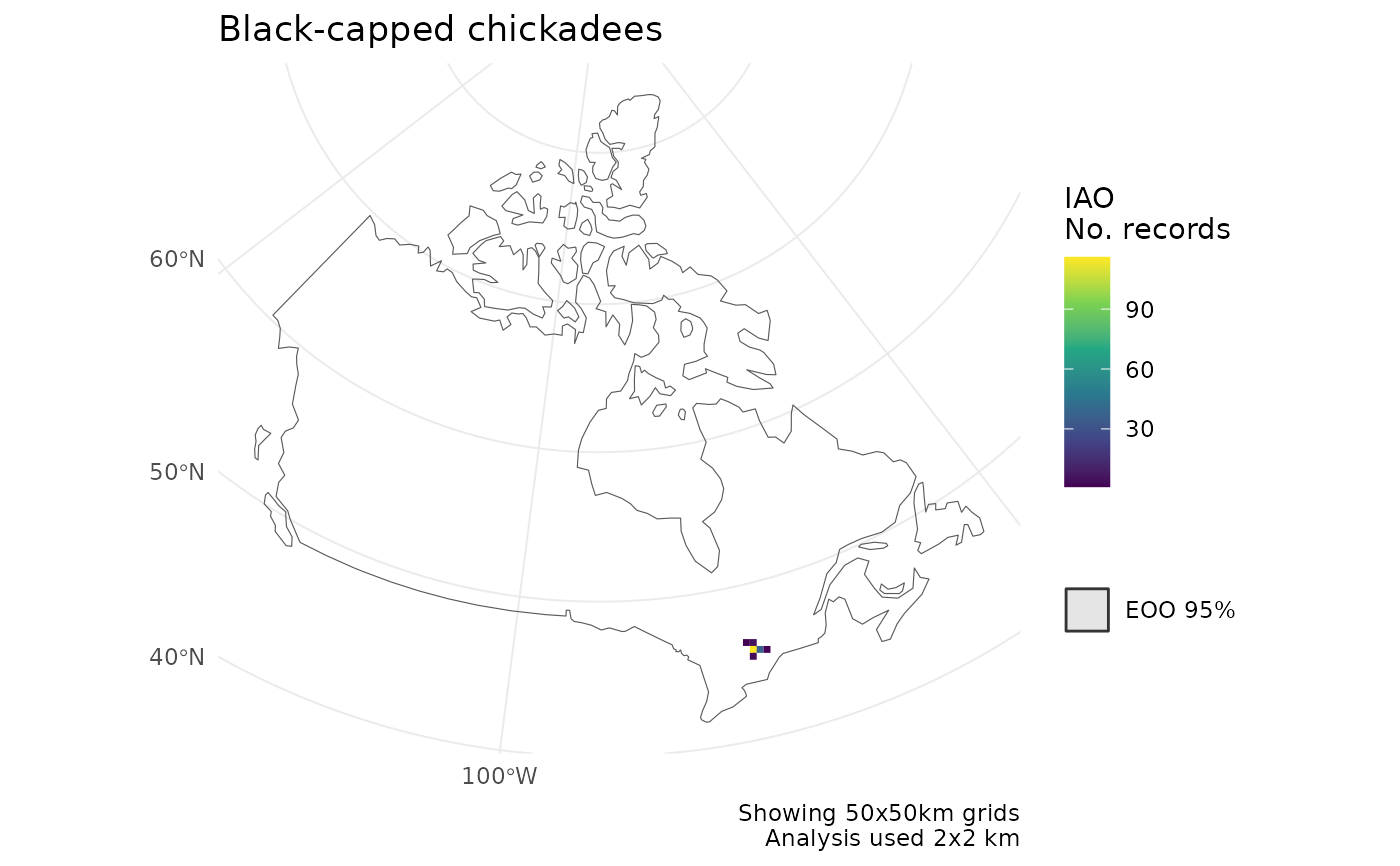 Black-capped chickadees
60°N
50°N
40°N
100°W
IAO
No. records
90
60
30
EOO 95%
Showing 50x50km grids
Analysis used 2x2 km